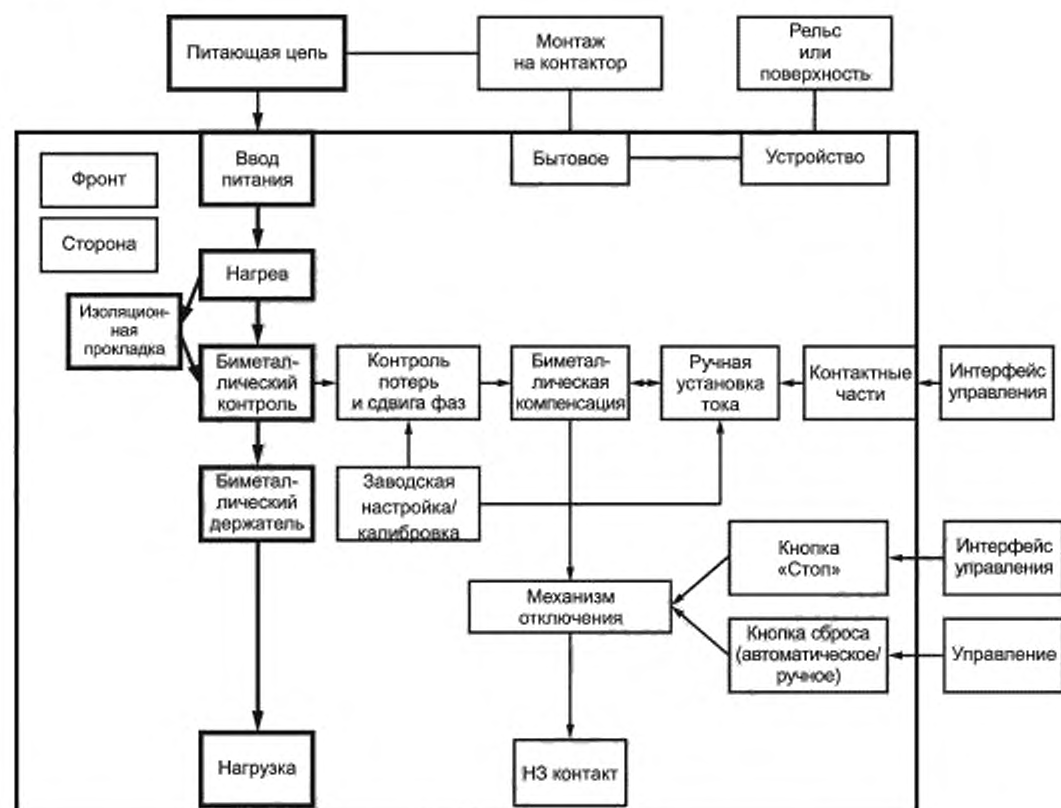 Питающая цепь
Монтаж
на контактор
Рельс
или
поверхность
Фронт
Ввод
питания
Бытовое
Устройство
Сторона
Нагрев
Изоляцион-
ная
прокладка
Биметал-
лический
контроль
Контроль
потерь
и сдвига фаз
Биметал-
лическая
компенсация
Ручная
установка
тока
Контактные
части
Интерфейс
управления
Биметал-
лический
держатель
Заводская
настройка/
калибровка
Кнопка
«Стоп»
Интерфейс
управления
Механизм
отключения
Кнопка сброса
(автоматическое/
ручное)
Управление
Нагрузка
НЗ контакт